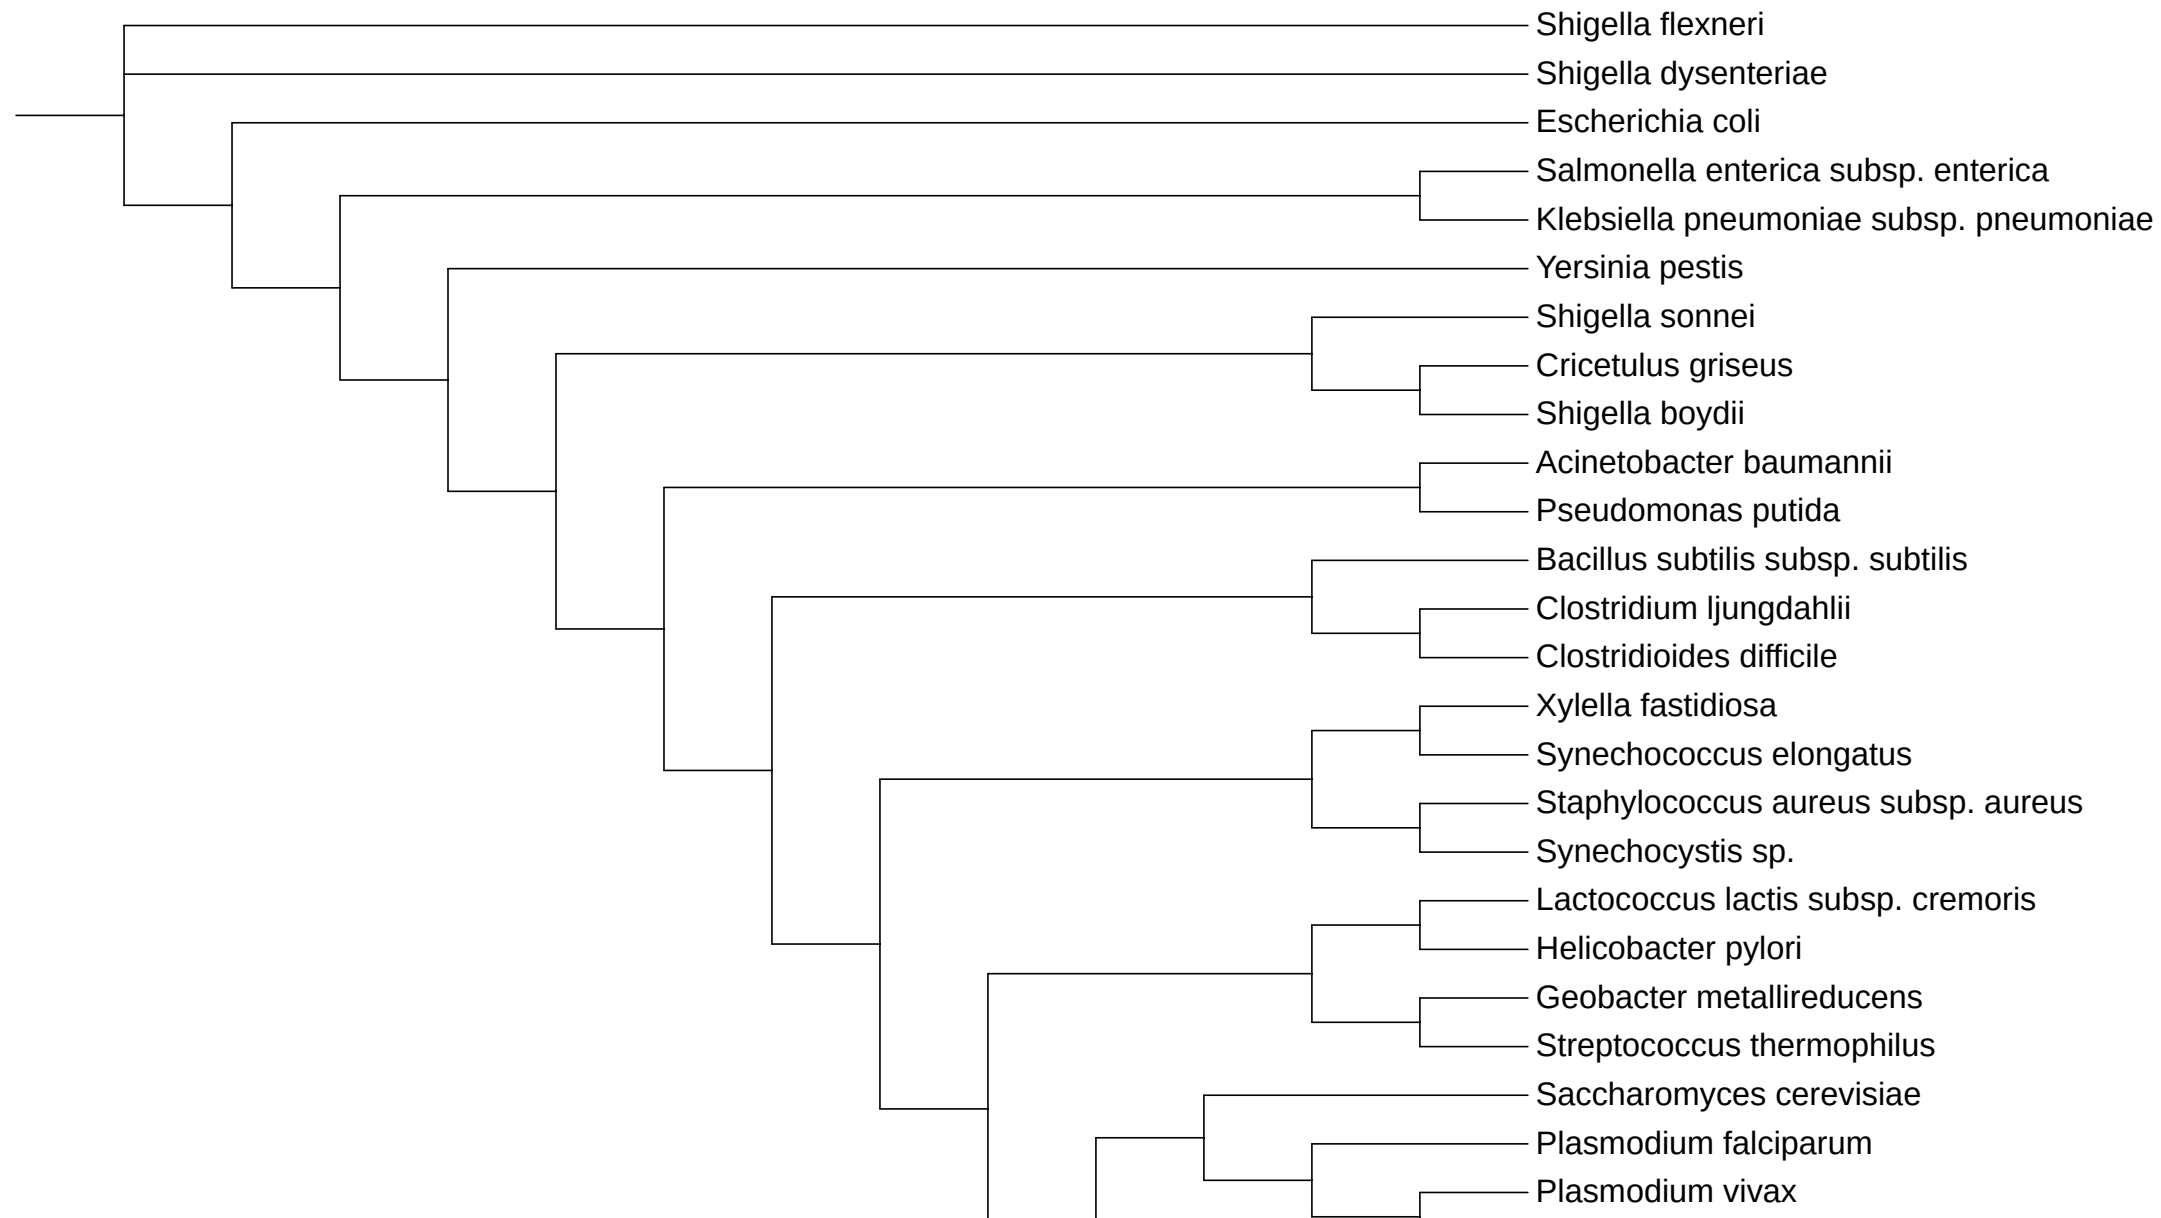 Shigella flexneri
Shigella dysenteriae
Escherichia coli
Salmonella enterica subsp. enterica
Klebsiella pneumoniae subsp. pneumoniae
Yersinia pestis
Shigella sonnei
Cricetulus griseus
Shigella boydii
Acinetobacter baumannii
Pseudomonas putida
Bacillus subtilis subsp. subtilis
Clostridium ljungdahlii
Clostridioides difficile
Xylella fastidiosa
Synechococcus elongatus
Staphylococcus aureus subsp. aureus
Synechocystis sp.
Lactococcus lactis subsp. cremoris
Helicobacter pylori
Geobacter metallireducens
Streptococcus thermophilus
Saccharomyces cerevisiae
Plasmodium falciparum
Plasmodium vivax